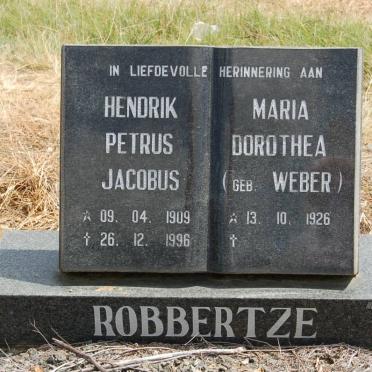 IN LIEFDEVOLLE HERINNERING AAN
HENDRIK
PETRUS
JACOBUS
☆ 09. 04. 1909
† 26. 12. 1996
MARIA
DOROTHEA
(GEB. WEBER)
☆ 13. 10. 1926
†
ROBBERTZE